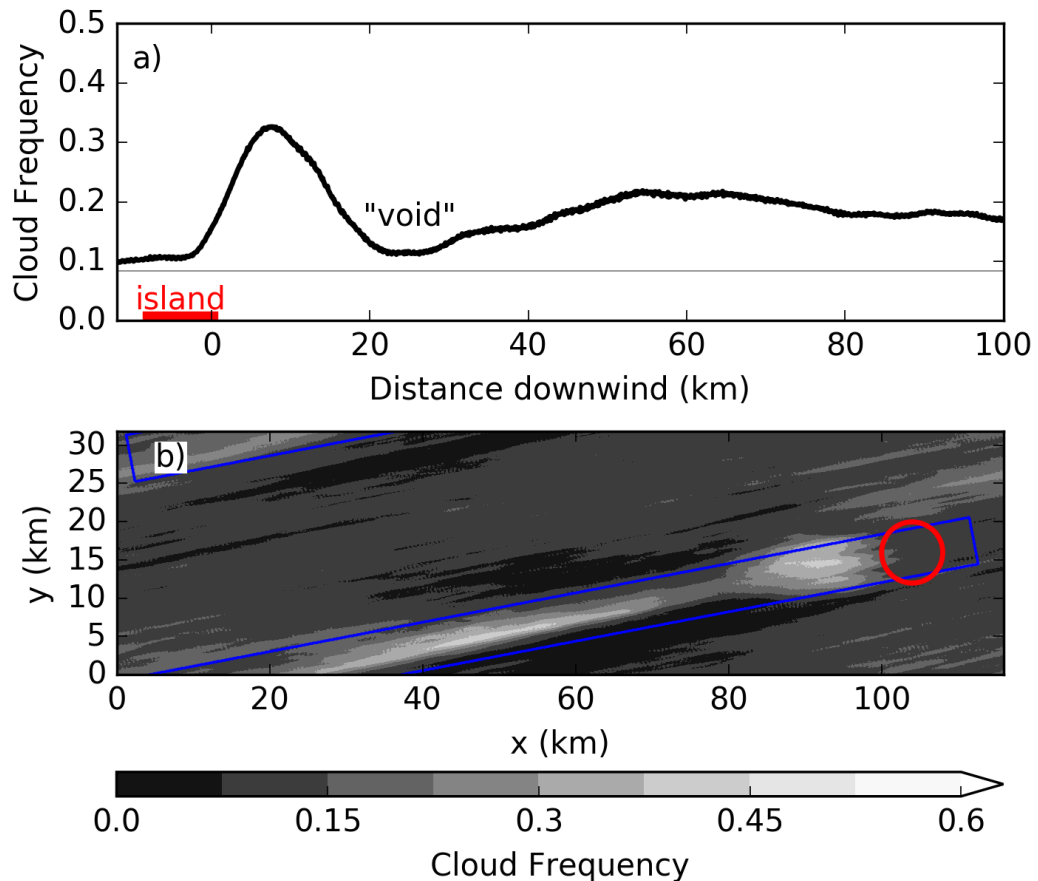 0.5
0.4
0.3
0.2
0.1
0.0
Cloud Frequency
a)
"void"
island
0 20 40 60 80 100
Distance downwind (km)
30
25
20
15
10
5
0
y (km)
b)
0 20 40 60 80 100
x (km)
0.0 0.15 0.3 0.45 0.6
Cloud Frequency